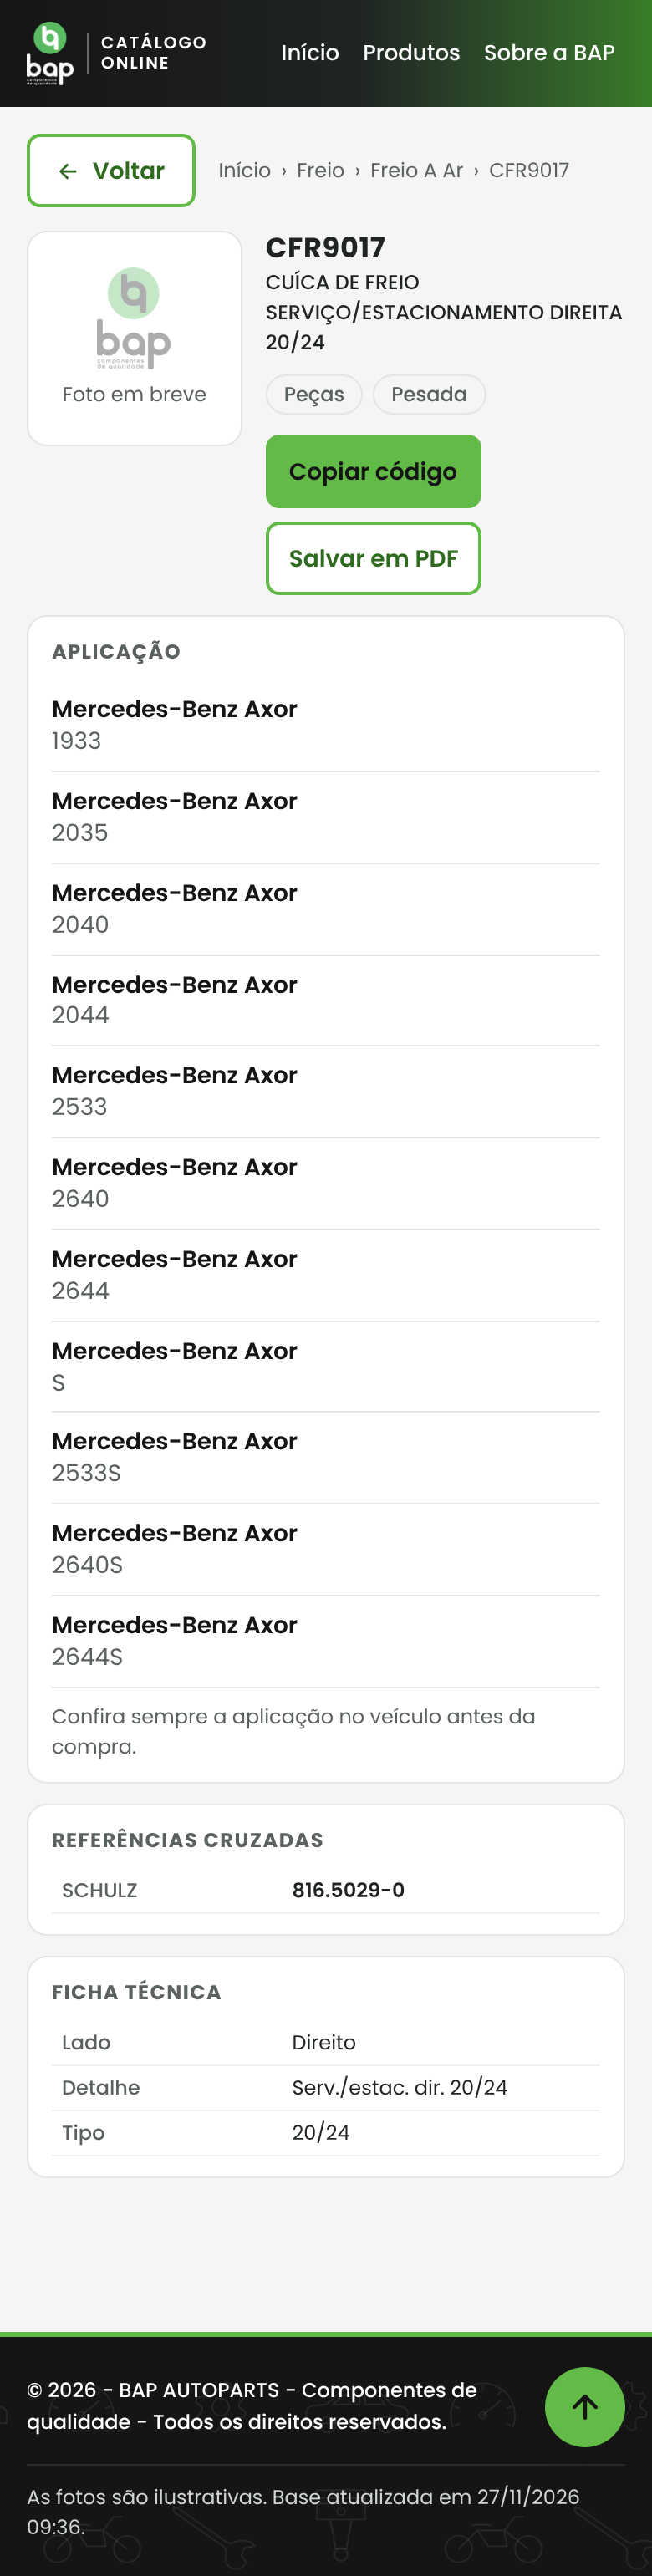 bap
componentes
de qualidade
CATÁLOGO
ONLINE
Início Produtos Sobre a BAP
← Voltar
Início › Freio › Freio A Ar › CFR9017
bap
componentes
de qualidade
Foto em breve
CFR9017
CUÍCA DE FREIO
SERVIÇO/ESTACIONAMENTO DIREITA
20/24
Peças Pesada
Copiar código
Salvar em PDF
APLICAÇÃO
Mercedes-Benz Axor
1933
Mercedes-Benz Axor
2035
Mercedes-Benz Axor
2040
Mercedes-Benz Axor
2044
Mercedes-Benz Axor
2533
Mercedes-Benz Axor
2640
Mercedes-Benz Axor
2644
Mercedes-Benz Axor
S
Mercedes-Benz Axor
2533S
Mercedes-Benz Axor
2640S
Mercedes-Benz Axor
2644S
Confira sempre a aplicação no veículo antes da
compra.
REFERÊNCIAS CRUZADAS
SCHULZ 816.5029-0
FICHA TÉCNICA
Lado Direito
Detalhe Serv./estac. dir. 20/24
Tipo 20/24
© 2026 - BAP AUTOPARTS - Componentes de
qualidade - Todos os direitos reservados.
As fotos são ilustrativas. Base atualizada em 27/11/2026
09:36.